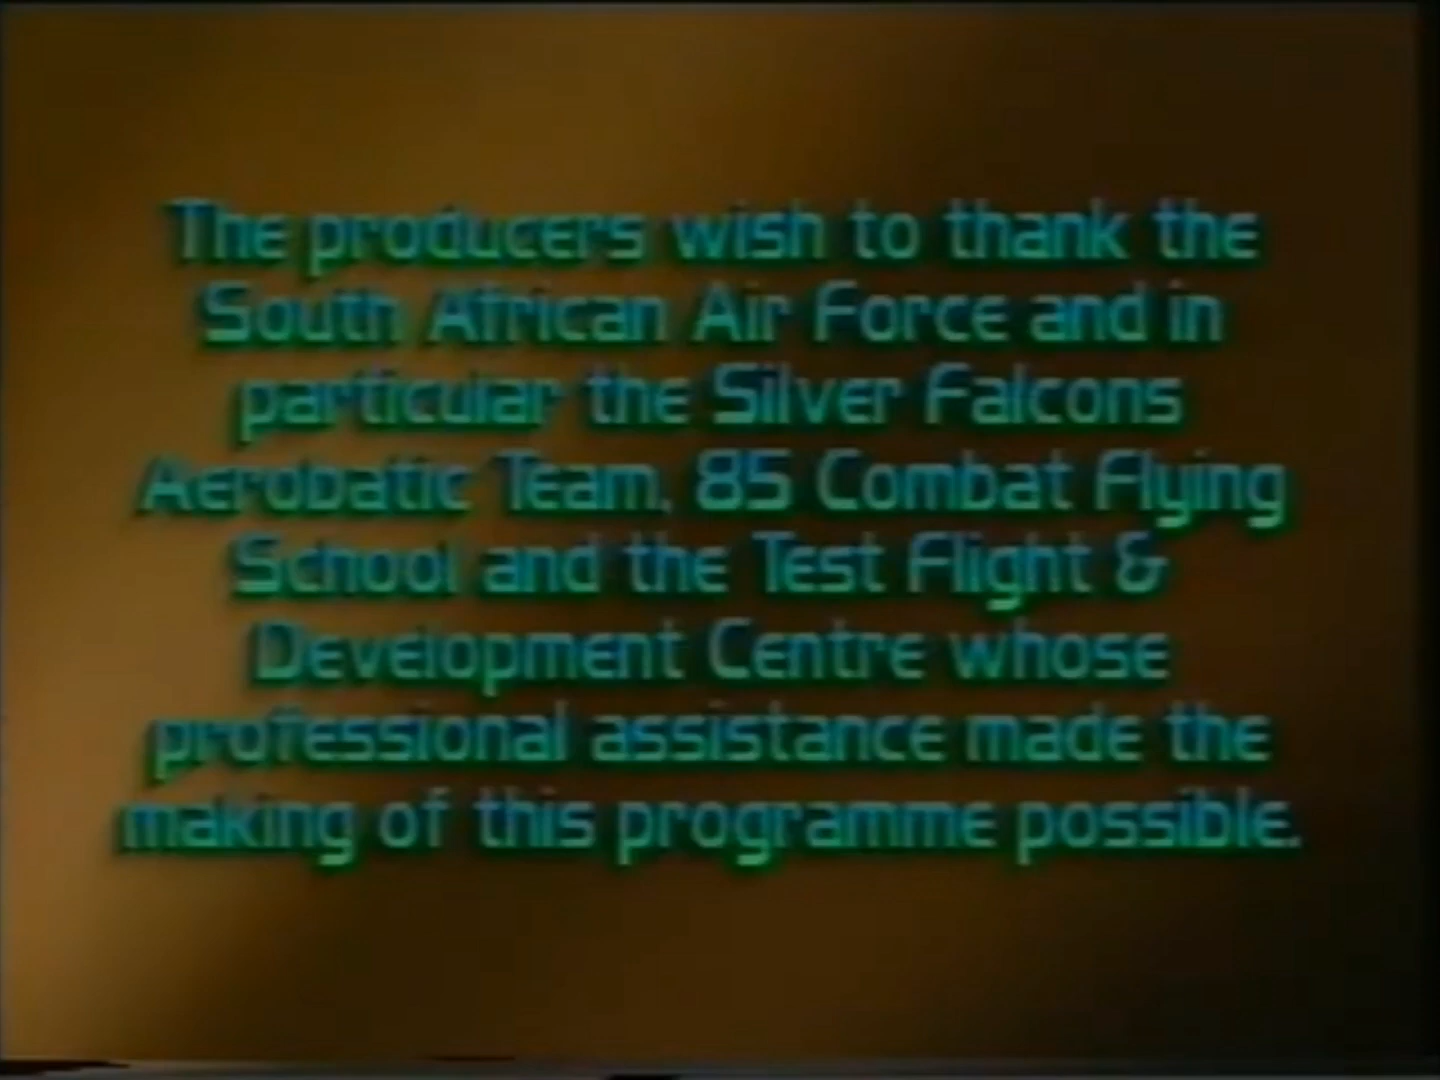 The producers wish to thank the
South African Air Force and in
particular the Silver Falcons
Aerobatic Team, 85 Combat Flying
School and the Test Flight &
Development Centre whose
professional assistance made the
making of this programme possible.